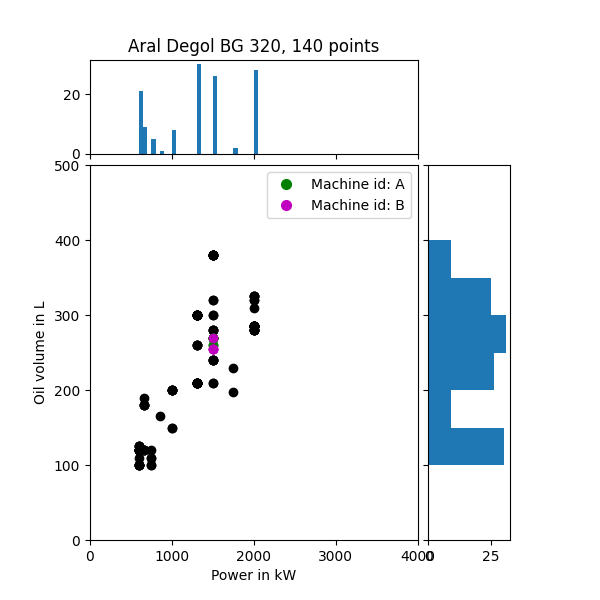 Aral Degol BG 320, 140 points
20
0
500
Machine id: A
Machine id: B
400
300
200
100
0
Oil volume in L
0 1000 2000 3000 4000 0 25
Power in kW